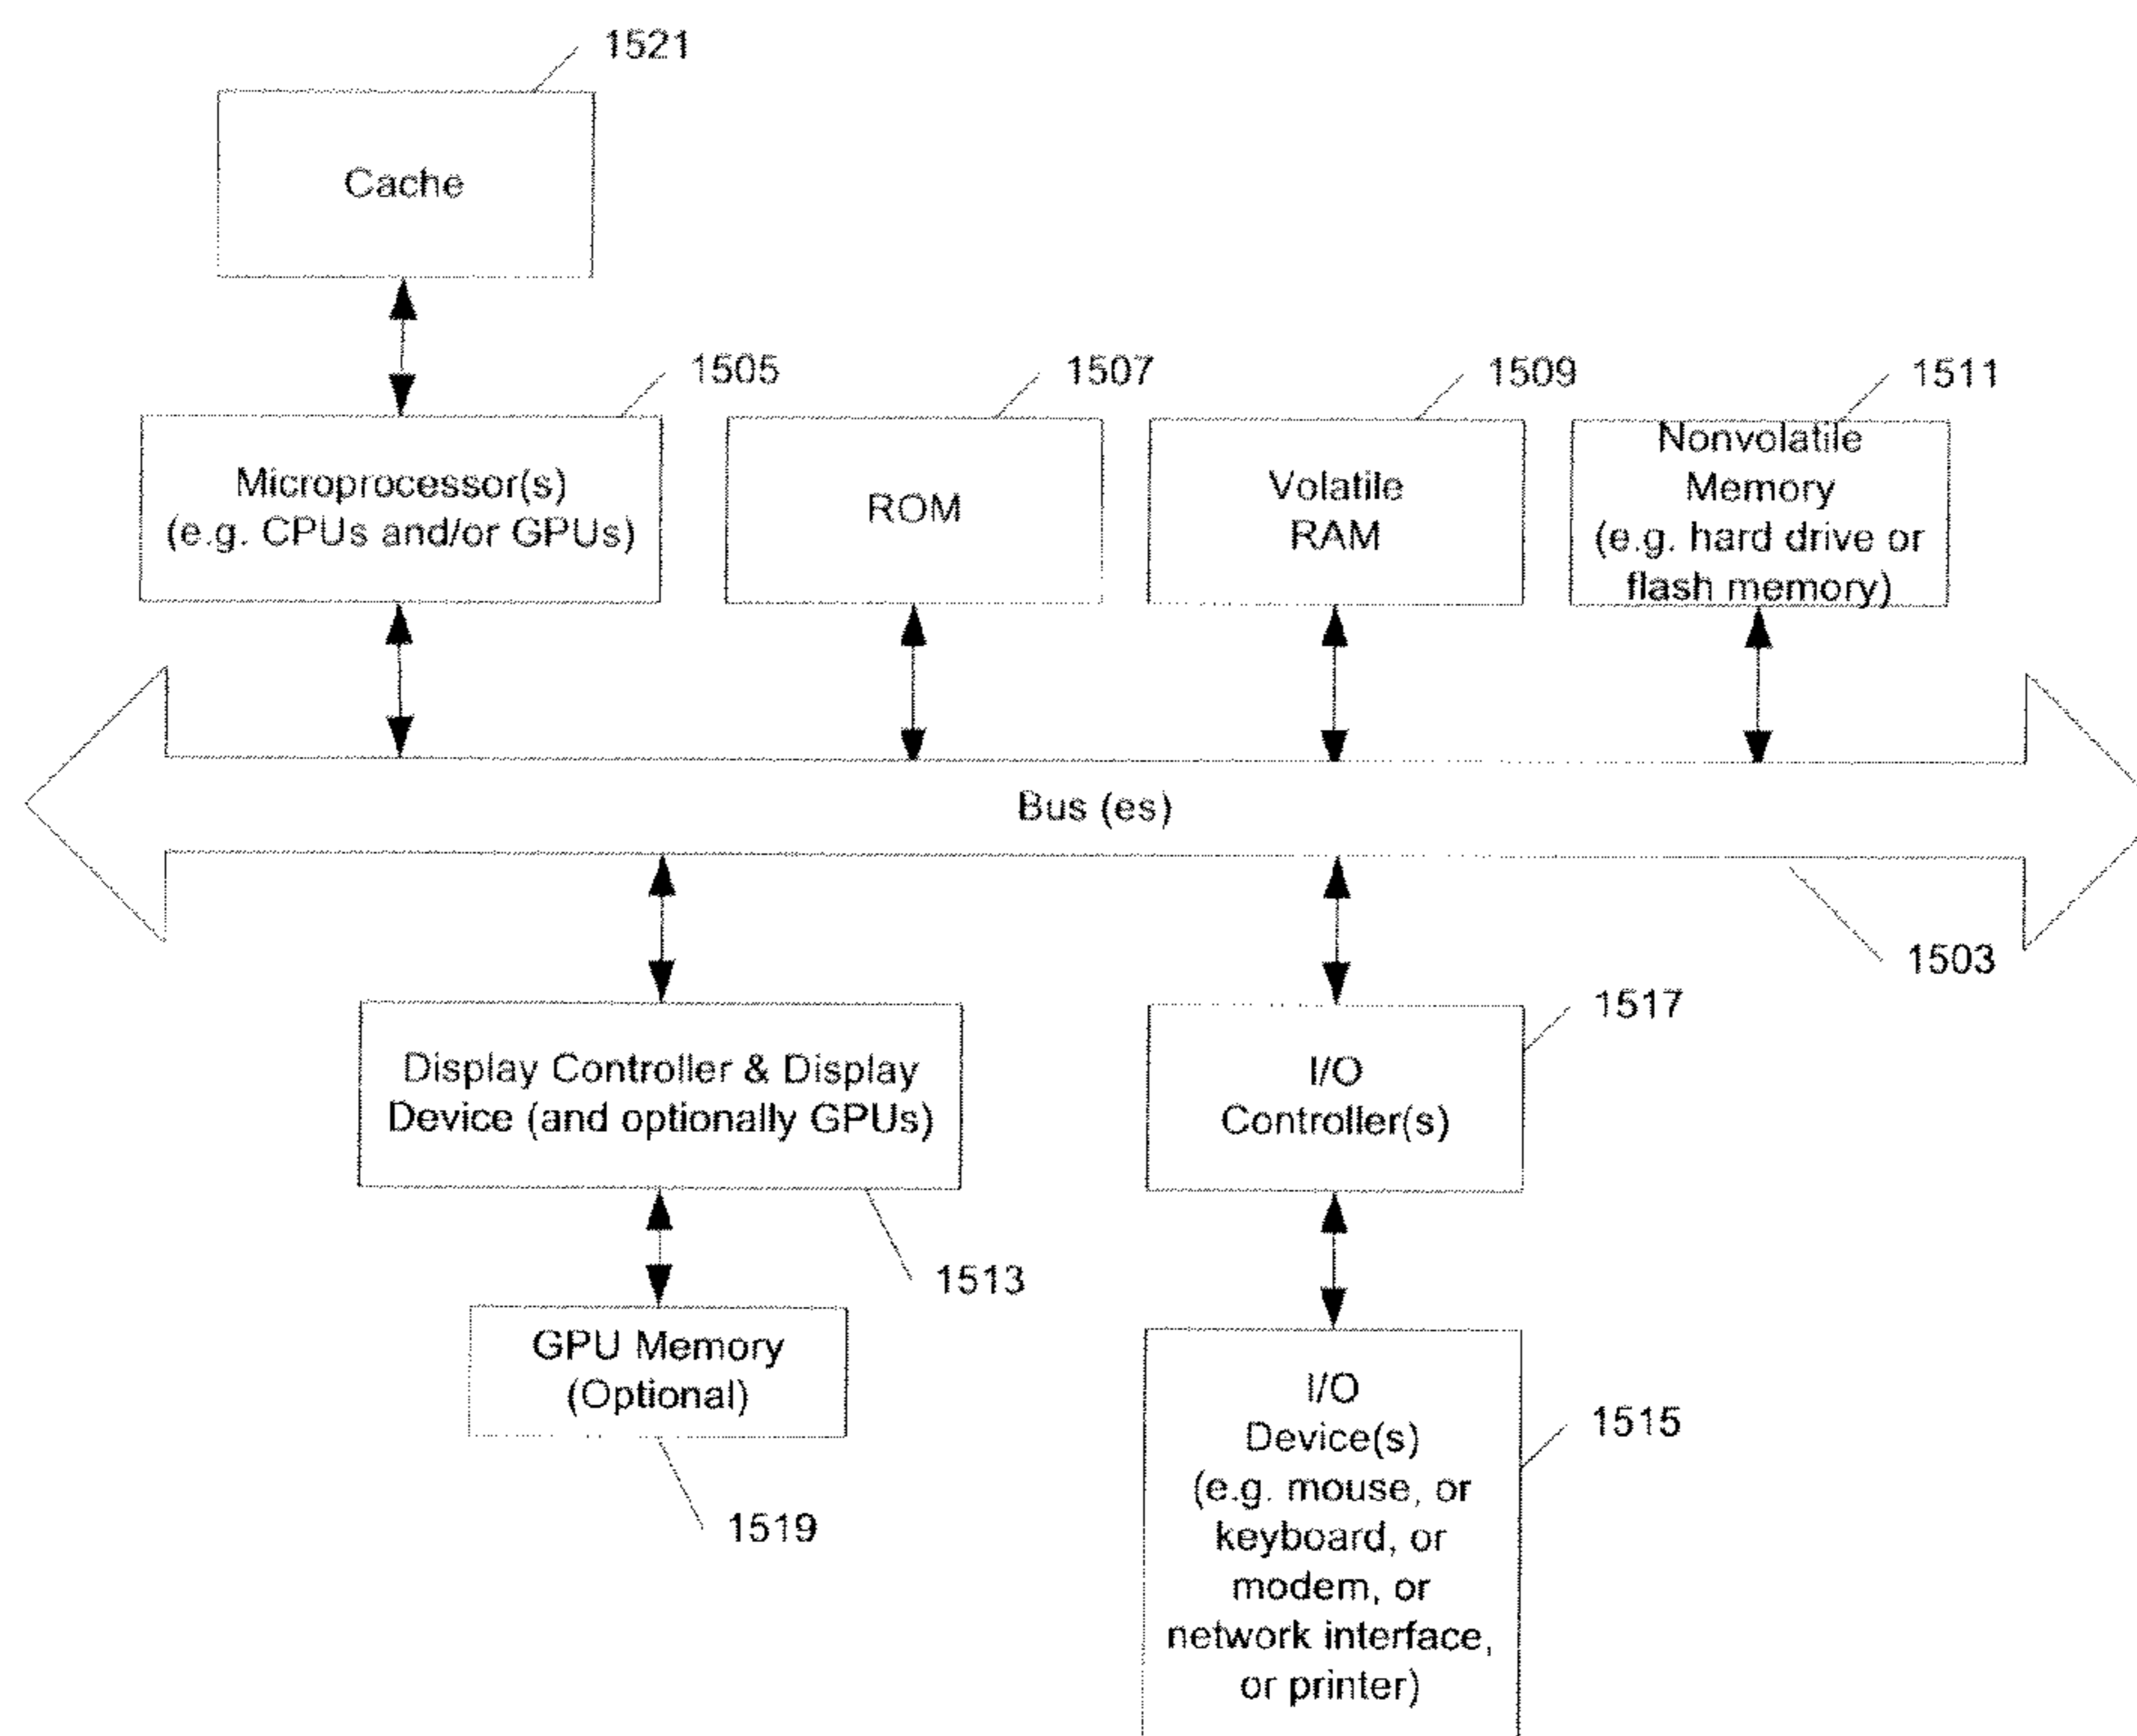 1521
Cache
1505
1507
1509
1511
Microprocessor(s)
(e.g. CPUs and/or GPUs)
ROM
Volatile
RAM
Nonvolatile
Memory
(e.g. hard drive or
flash memory)
Bus (es)
1503
1517
Display Controller & Display
Device (and optionally GPUs)
I/O
Controller(s)
1513
GPU Memory
(Optional)
1519
I/O
Device(s)
(e.g. mouse, or
keyboard, or
modem, or
network interface,
or printer)
1515